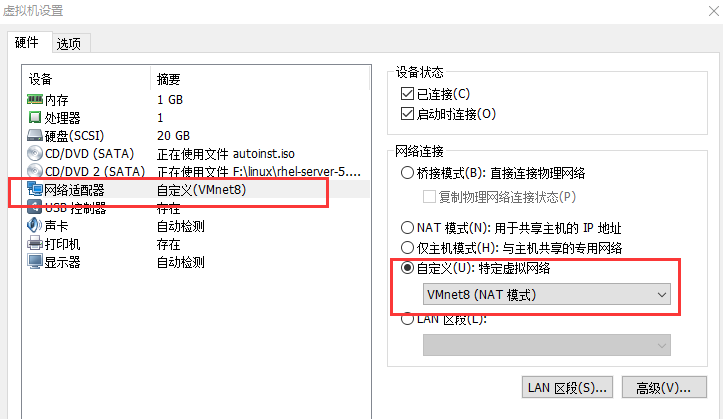 虚拟机设置
硬件 选项
设备 摘要
内存 1 GB
处理器 1
硬盘(SCSI) 20 GB
CD/DVD (SATA) 正在使用文件 autoinst.iso
CD/DVD 2 (SATA) 正在使用文件 F:\linux\rhel-server-5....
网络适配器 自定义(VMnet8)
USB 控制器 存在
声卡 自动检测
打印机 存在
显示器 自动检测
设备状态
已连接(C)
启动时连接(O)
网络连接
桥接模式(B): 直接连接物理网络
复制物理网络连接状态(P)
NAT 模式(N): 用于共享主机的 IP 地址
仅主机模式(H): 与主机共享的专用网络
自定义(U): 特定虚拟网络
VMnet8 (NAT 模式)
LAN 区段(L):
LAN 区段(S)... 高级(V)...